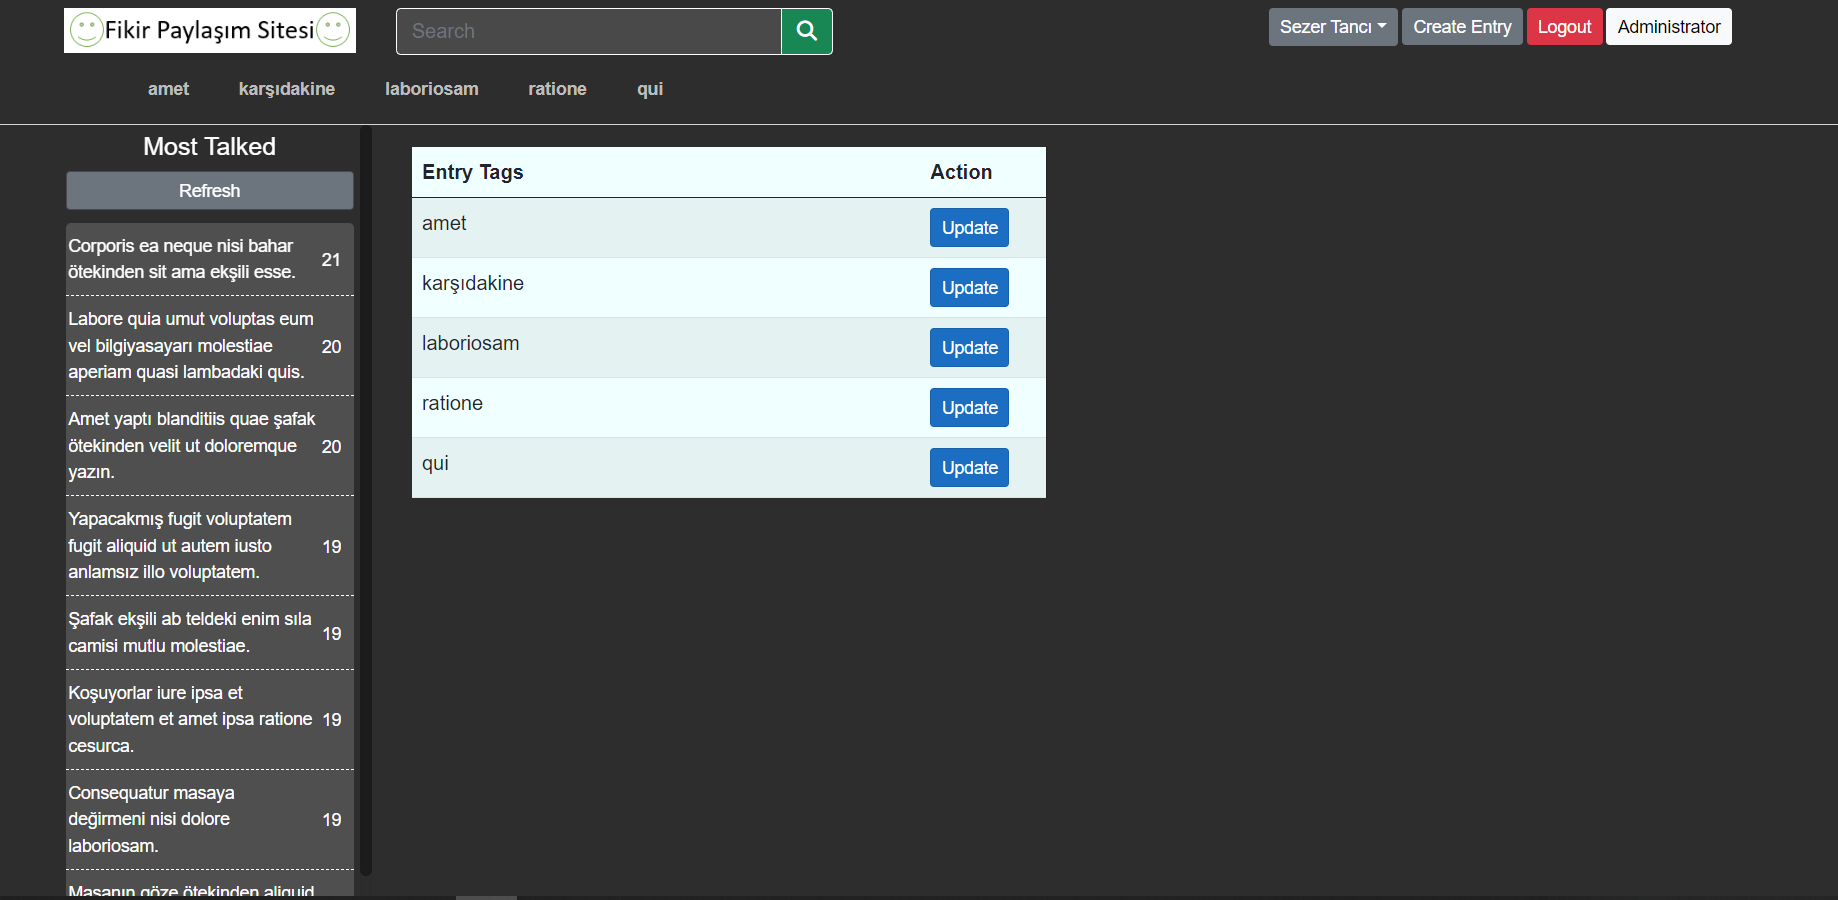 Fikir Paylaşım Sitesi
Search
Sezer Tancı
Create Entry
Logout
Administrator
amet
karşıdakine
laboriosam
ratione
qui
Most Talked
Refresh
Corporis ea neque nisi bahar
ötekinden sit ama ekşili esse.
21
Labore quia umut voluptas eum
vel bilgiyasayarı molestiae
aperiam quasi lambadaki quis.
20
Amet yaptı blanditiis quae şafak
ötekinden velit ut doloremque
yazın.
20
Yapacakmış fugit voluptatem
fugit aliquid ut autem iusto
anlamsız illo voluptatem.
19
Şafak ekşili ab teldeki enim sıla
camisi mutlu molestiae.
19
Koşuyorlar iure ipsa et
voluptatem et amet ipsa ratione
cesurca.
19
Consequatur masaya
değirmeni nisi dolore
laboriosam.
19
Masanın göze ötekinden aliquid
Entry Tags
Action
amet
Update
karşıdakine
Update
laboriosam
Update
ratione
Update
qui
Update